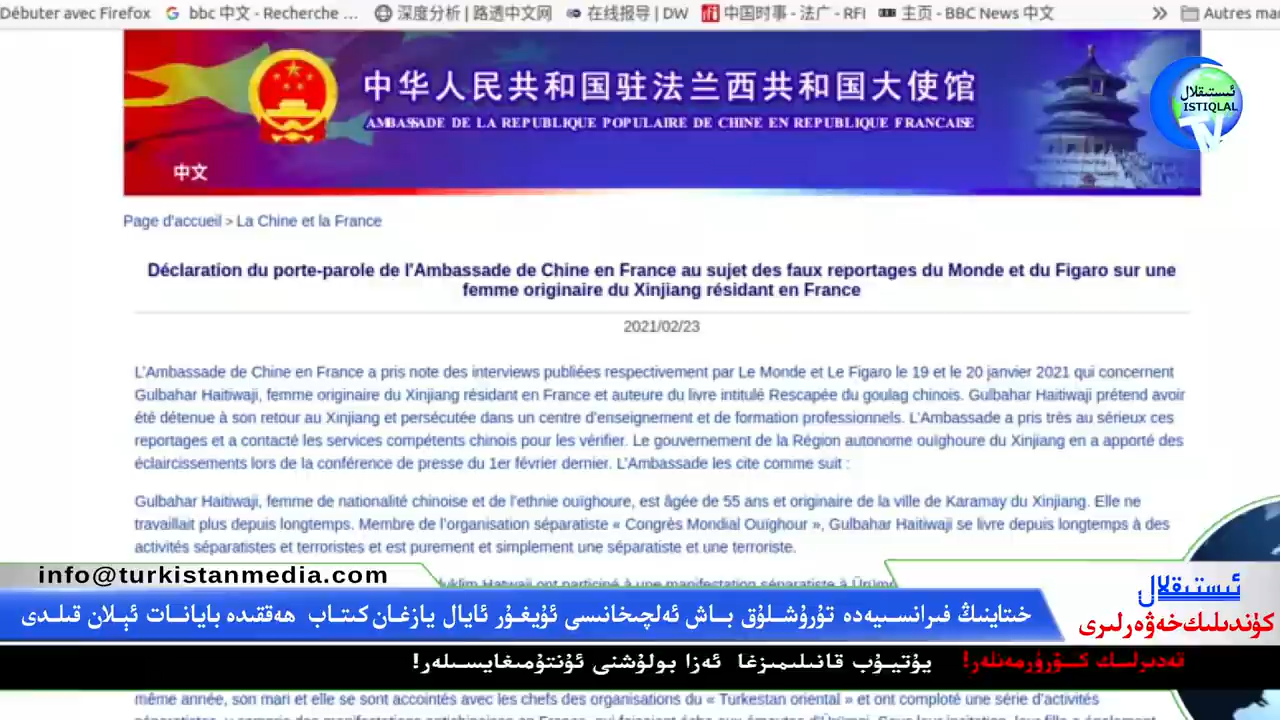 Débuter avec Firefox bbc 中文 - Recherche ... 深度分析 | 路透中文网 在线报导 | DW 中国时事 - 法广 - RFI 主页 - BBC News 中文 Autres mar
中华人民共和国驻法兰西共和国大使馆
AMBASSADE DE LA REPUBLIQUE POPULAIRE DE CHINE EN REPUBLIQUE FRANCAISE
ئىستىقلال
ISTIQLAL
TV
中文
Page d'accueil > La Chine et la France
Déclaration du porte-parole de l'Ambassade de Chine en France au sujet des faux reportages du Monde et du Figaro sur une
femme originaire du Xinjiang résidant en France
2021/02/23
L'Ambassade de Chine en France a pris note des interviews publiées respectivement par Le Monde et Le Figaro le 19 et le 20 janvier 2021 qui concernent
Gulbahar Haitiwaji, femme originaire du Xinjiang résidant en France et auteure du livre intitulé Rescapée du goulag chinois. Gulbahar Haitiwaji prétend avoir
été détenue à son retour au Xinjiang et persécutée dans un centre d'enseignement et de formation professionnels. L'Ambassade a pris très au sérieux ces
reportages et a contacté les services compétents chinois pour les vérifier. Le gouvernement de la Région autonome ouïghoure du Xinjiang en a apporté des
éclaircissements lors de la conférence de presse du 1er février dernier. L'Ambassade les cite comme suit :
Gulbahar Haitiwaji, femme de nationalité chinoise et de l'ethnie ouïghoure, est âgée de 55 ans et originaire de la ville de Karamay du Xinjiang. Elle ne
travaillait plus depuis longtemps. Membre de l'organisation séparatiste « Congrès Mondial Ouïghour », Gulbahar Haitiwaji se livre depuis longtemps à des
activités séparatistes et terroristes et est purement et simplement une séparatiste et une terroriste.
ont participé à une manifestation séparatiste à
info@turkistanmedia.com
ئىستىقلال
كۈندىلىك خەۋەرلىرى
خىتاينىڭ فىرانسىيەدە تۇرۇشلۇق باش ئەلچىخانىسى ئۇيغۇر ئايال يازغان كىتاب ھەققىدە بايانات ئېلان قىلدى
تەدبىرلىك كۆرۈرمەنلەر! يۇتيۇب قانىلىمىزغا ئەزا بولۇشنى ئۇنتۇمىغايسىلەر!
même année, son mari et elle se sont accointés avec les chefs des organisations du « Turkestan oriental » et ont comploté une série d'activités